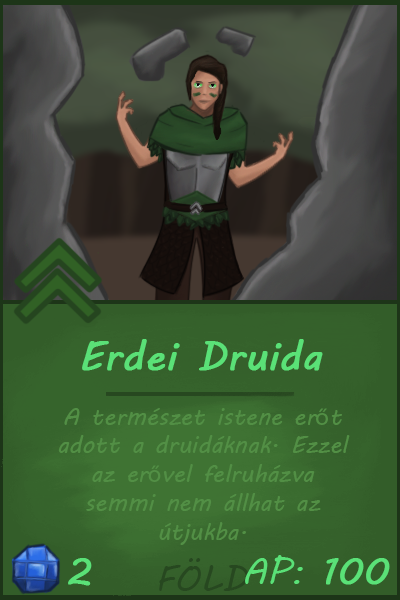 Erdei Druida
A természet istene erőt
adott a druidáknak. Ezzel
az erővel felruházva
semmi nem állhat az
útjukba.
2 FÖLD AP: 100